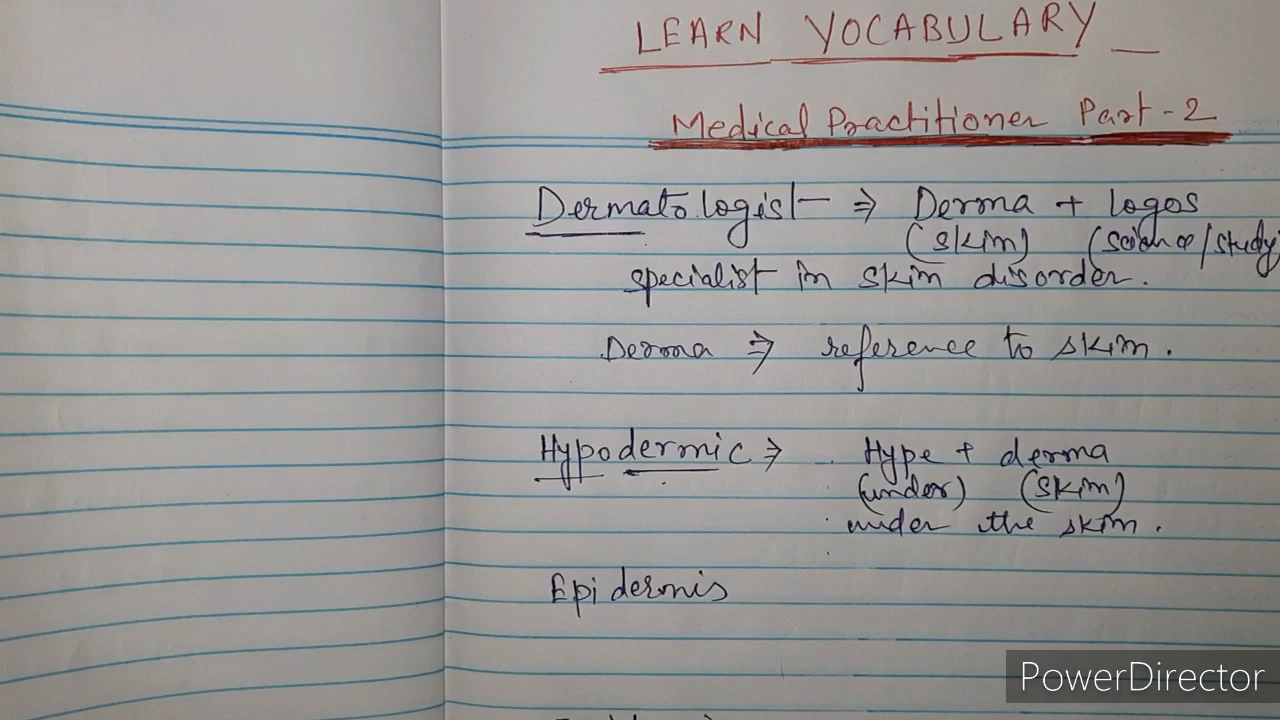 LEARN VOCABULARY
Medical Practitioner Part - 2
Dermatologist ⇒ Derma + logos
(skin) (science/study)
specialist in skin disorder.
Derma ⇒ reference to skin.
Hypodermic ⇒ Hype + derma
(under) (skin)
under the skin.
Epidermis
PowerDirector